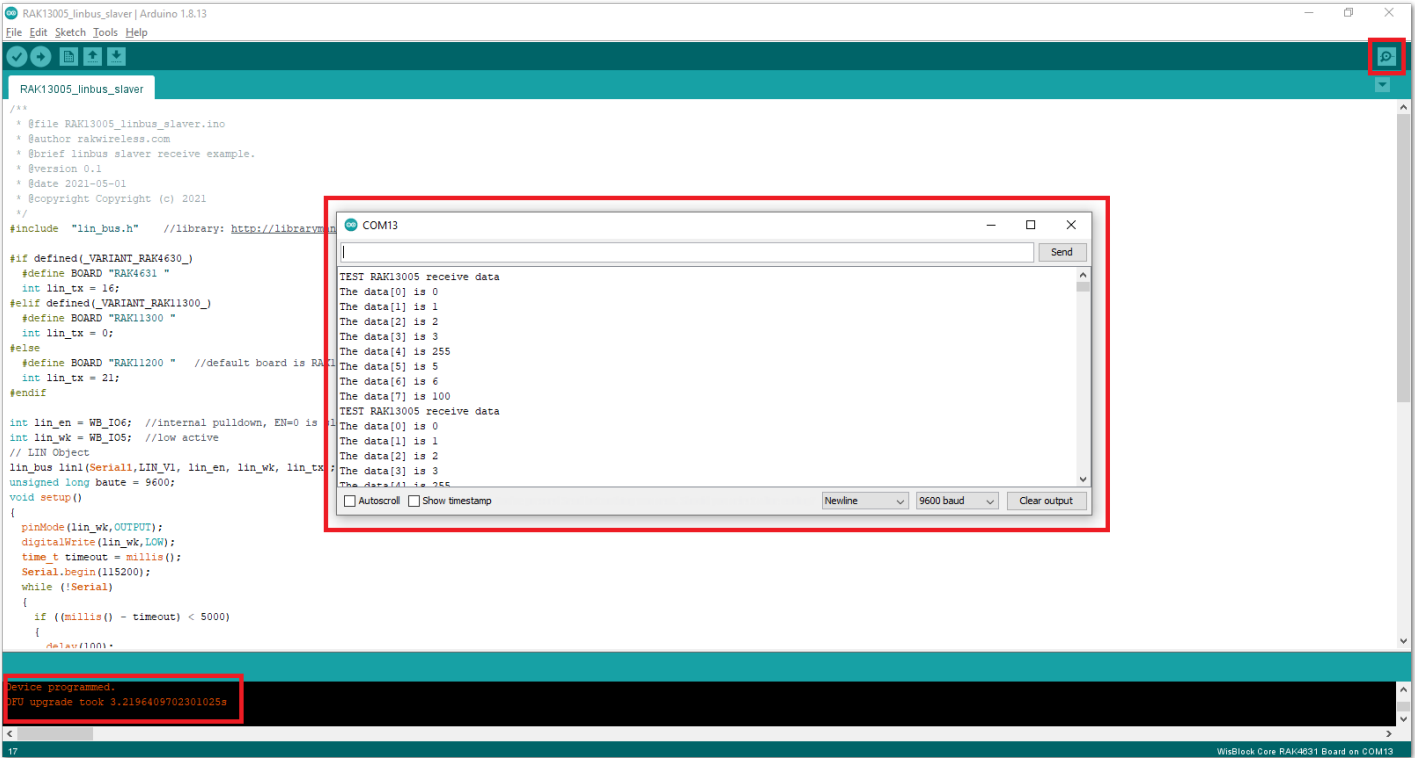 RAK13005_linbus_slaver | Arduino 1.8.13
File Edit Sketch Tools Help
RAK13005_linbus_slaver
/**
 * @file RAK13005_linbus_slaver.ino
 * @author rakwireless.com
 * @brief linbus slaver receive example.
 * @version 0.1
 * @date 2021-05-01
 * @copyright Copyright (c) 2021
 */
#include "lin_bus.h" //library: http://libraryman
#if defined(_VARIANT_RAK4630_)
#define BOARD "RAK4631 "
int lin_tx = 16;
#elif defined(_VARIANT_RAK11300_)
#define BOARD "RAK11300 "
int lin_tx = 0;
#else
#define BOARD "RAK11200 " //default board is
int lin_tx = 21;
#endif
int lin_en = WB_IO6; //internal pulldown, EN=0 is
int lin_wk = WB_IO5; //low active
// LIN Object
lin_bus lin1(Serial1,LIN_V1, lin_en, lin_wk, lin_tx);
unsigned long baute = 9600;
void setup()
{
pinMode(lin_wk,OUTPUT);
digitalWrite(lin_wk,LOW);
time_t timeout = millis();
Serial.begin(115200);
while (!Serial)
{
if ((millis() - timeout) < 5000)
{
delay(100);
COM13
Send
TEST RAK13005 receive data
The data[0] is 0
The data[1] is 1
The data[2] is 2
The data[3] is 3
The data[4] is 255
The data[5] is 5
The data[6] is 6
The data[7] is 100
TEST RAK13005 receive data
The data[0] is 0
The data[1] is 1
The data[2] is 2
The data[3] is 3
The data[4] is 255
Autoscroll Show timestamp Newline 9600 baud Clear output
Device programmed.
DFU upgrade took 3.2196409702301025s
17 WisBlock Core RAK4631 Board on COM13